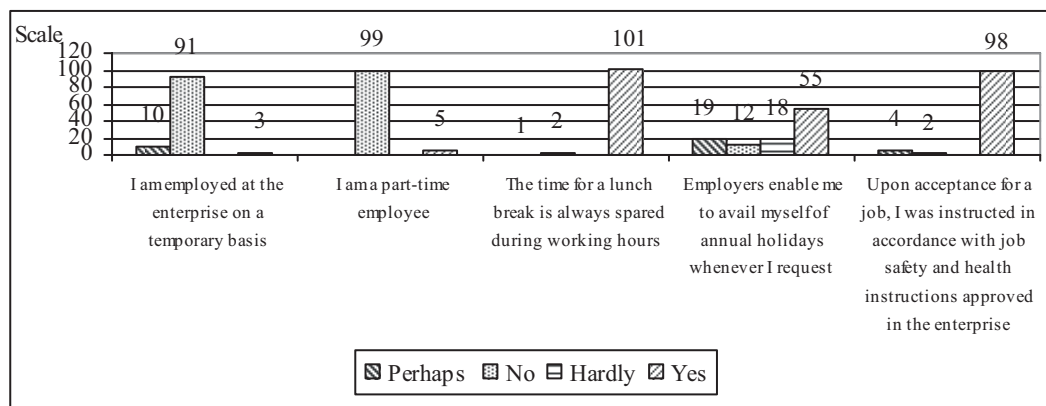 Scale
120
100
80
60
40
20
0
10
91
3
99
5
1
2
101
19
12
18
55
4
2
98
I am employed at the
enterprise on a
temporary basis
I am a part-time
employee
The time for a lunch
break is always spared
during working hours
Employers enable me
to avail myself of
annual holidays
whenever I request
Upon acceptance for a
job, I was instructed in
accordance with job
safety and health
instructions approved
in the enterprise
Perhaps No Hardly Yes